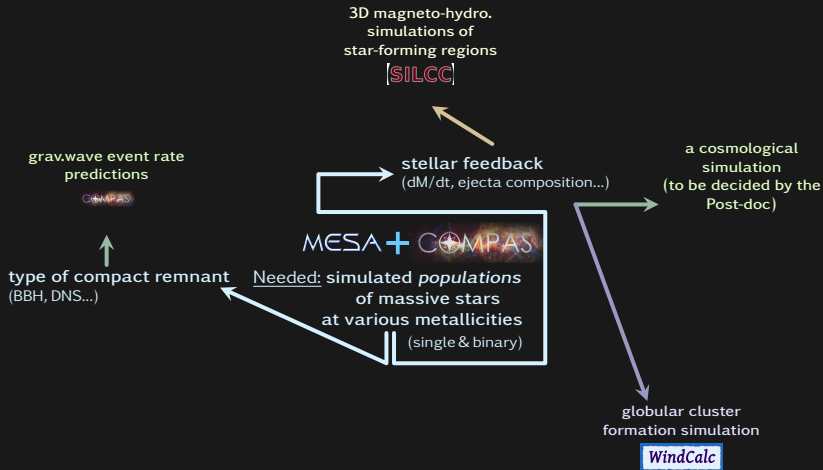 3D magneto-hydro.
simulations of
star-forming regions
[SILCC]
grav.wave event rate
predictions
COMPAS
type of compact remnant
(BBH, DNS...)
stellar feedback
(dM/dt, ejecta composition...)
a cosmological
simulation
(to be decided by the
Post-doc)
MESA + COMPAS
Needed: simulated populations
of massive stars
at various metallicities
(single & binary)
globular cluster
formation simulation
WindCalc